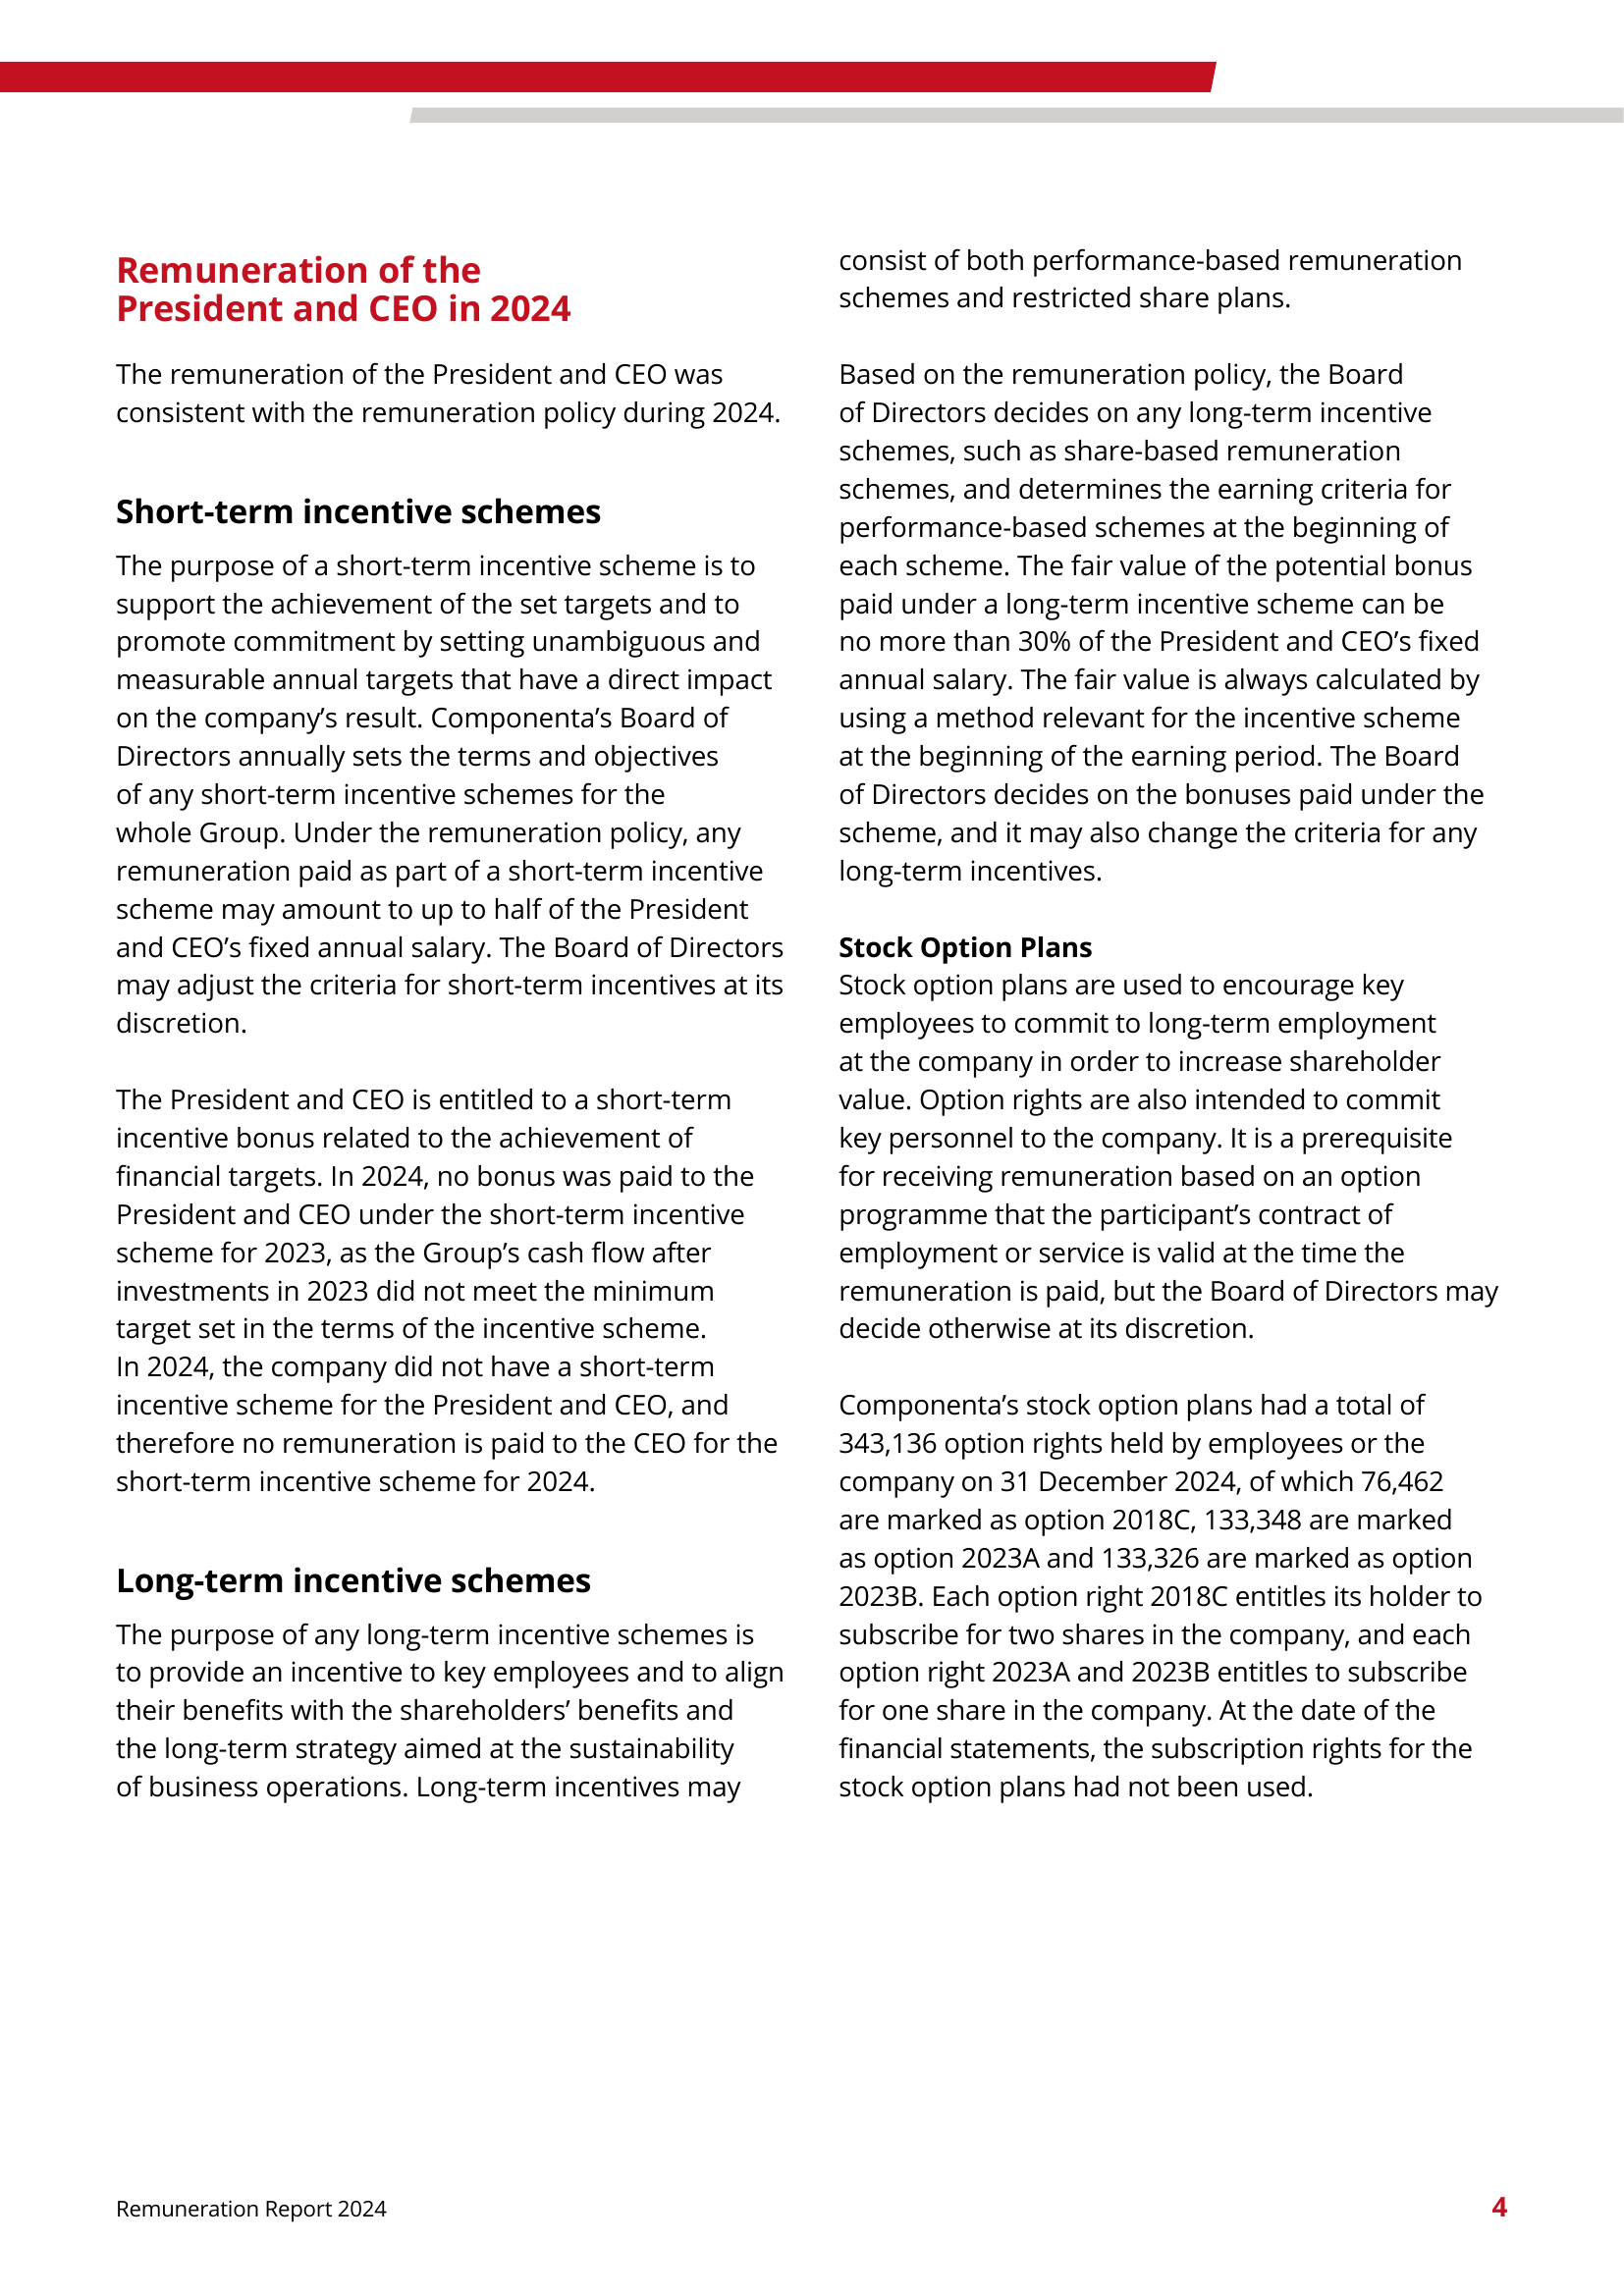 Remuneration of the
President and CEO in 2024
The remuneration of the President and CEO was
consistent with the remuneration policy during 2024.
Short-term incentive schemes
The purpose of a short-term incentive scheme is to
support the achievement of the set targets and to
promote commitment by setting unambiguous and
measurable annual targets that have a direct impact
on the company’s result. Componenta’s Board of
Directors annually sets the terms and objectives
of any short-term incentive schemes for the
whole Group. Under the remuneration policy, any
remuneration paid as part of a short-term incentive
scheme may amount to up to half of the President
and CEO’s fixed annual salary. The Board of Directors
may adjust the criteria for short-term incentives at its
discretion.
The President and CEO is entitled to a short-term
incentive bonus related to the achievement of
financial targets. In 2024, no bonus was paid to the
President and CEO under the short-term incentive
scheme for 2023, as the Group’s cash flow after
investments in 2023 did not meet the minimum
target set in the terms of the incentive scheme.
In 2024, the company did not have a short-term
incentive scheme for the President and CEO, and
therefore no remuneration is paid to the CEO for the
short-term incentive scheme for 2024.
Long-term incentive schemes
The purpose of any long-term incentive schemes is
to provide an incentive to key employees and to align
their benefits with the shareholders’ benefits and
the long-term strategy aimed at the sustainability
of business operations. Long-term incentives may
consist of both performance-based remuneration
schemes and restricted share plans.
Based on the remuneration policy, the Board
of Directors decides on any long-term incentive
schemes, such as share-based remuneration
schemes, and determines the earning criteria for
performance-based schemes at the beginning of
each scheme. The fair value of the potential bonus
paid under a long-term incentive scheme can be
no more than 30% of the President and CEO’s fixed
annual salary. The fair value is always calculated by
using a method relevant for the incentive scheme
at the beginning of the earning period. The Board
of Directors decides on the bonuses paid under the
scheme, and it may also change the criteria for any
long-term incentives.
Stock Option Plans
Stock option plans are used to encourage key
employees to commit to long-term employment
at the company in order to increase shareholder
value. Option rights are also intended to commit
key personnel to the company. It is a prerequisite
for receiving remuneration based on an option
programme that the participant’s contract of
employment or service is valid at the time the
remuneration is paid, but the Board of Directors may
decide otherwise at its discretion.
Componenta’s stock option plans had a total of
343,136 option rights held by employees or the
company on 31 December 2024, of which 76,462
are marked as option 2018C, 133,348 are marked
as option 2023A and 133,326 are marked as option
2023B. Each option right 2018C entitles its holder to
subscribe for two shares in the company, and each
option right 2023A and 2023B entitles to subscribe
for one share in the company. At the date of the
financial statements, the subscription rights for the
stock option plans had not been used.
Remuneration Report 2024
4